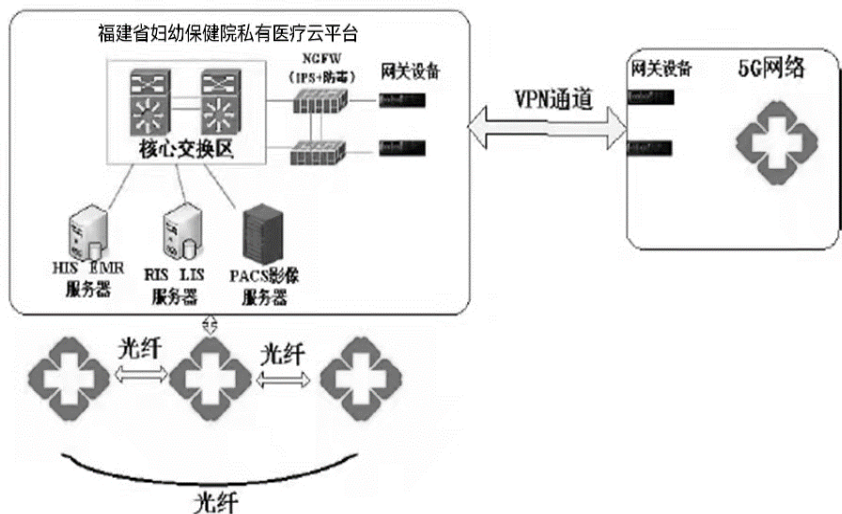 福建省妇幼保健院私有医疗云平台
NGFW
（IPS+防毒）
网关设备
核心交换区
HIS EMR
服务器
RIS LIS
服务器
PACS影像
服务器
VPN通道
网关设备
5G网络
光纤
光纤
光纤